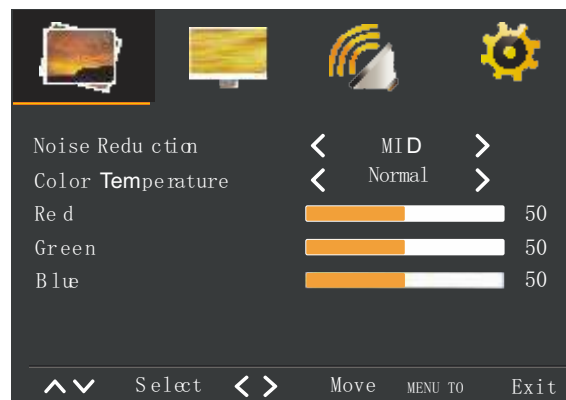 Noise Reduction < MID >
Color Temperature < Normal >
Red 50
Green 50
Blue 50
Select < > Move MENU TO Exit